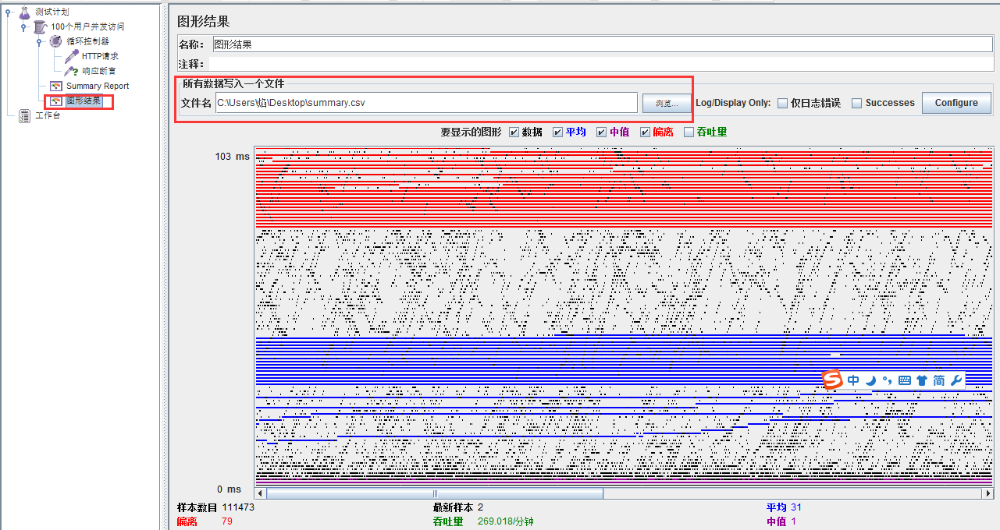 测试计划
100个用户并发访问
循环控制器
HTTP请求
响应断言
Summary Report
图形结果
工作台
图形结果
名称： 图形结果
注释：
所有数据写入一个文件
文件名 C:\Users\焰\Desktop\summary.csv 浏览... Log/Display Only: 仅日志错误 Successes Configure
要显示的图形 数据 平均 中值 偏离 吞吐量
103 ms
中 简
0 ms
样本数目 111473 最新样本 2 平均 31
偏离 79 吞吐量 269.018/分钟 中值 1